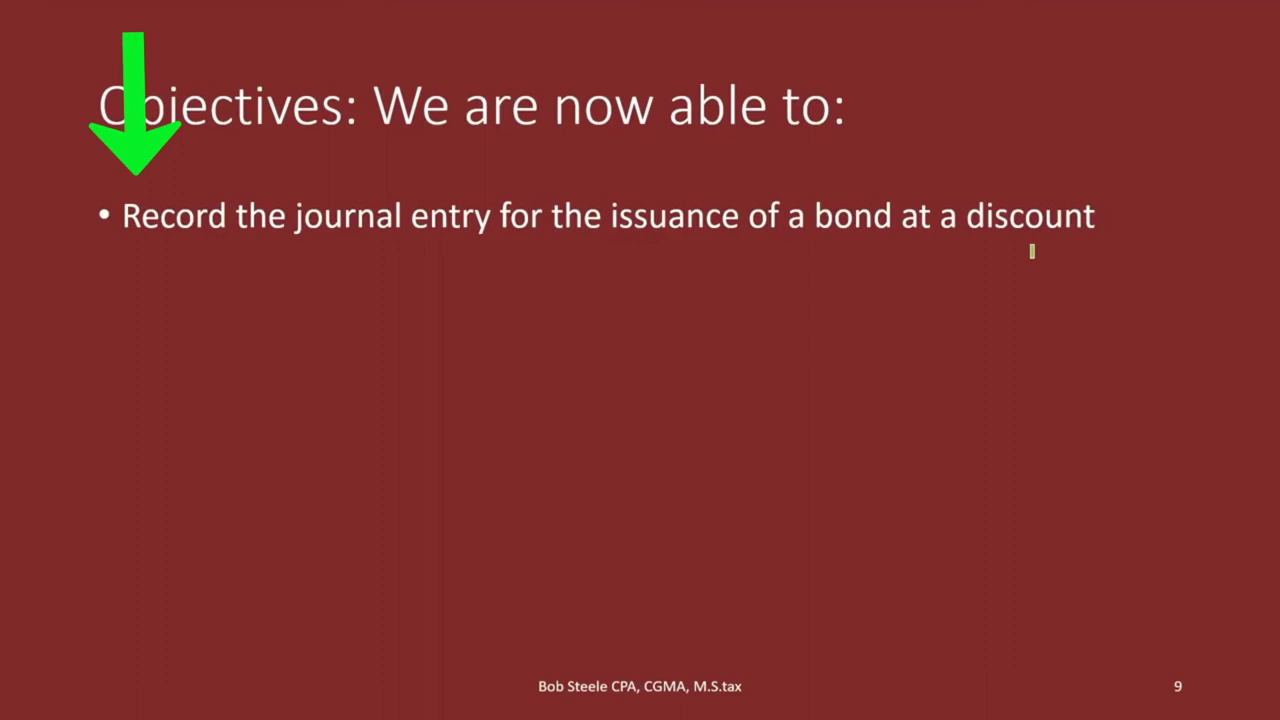 Objectives: We are now able to:
• Record the journal entry for the issuance of a bond at a discount
Bob Steele CPA, CGMA, M.S.tax
9